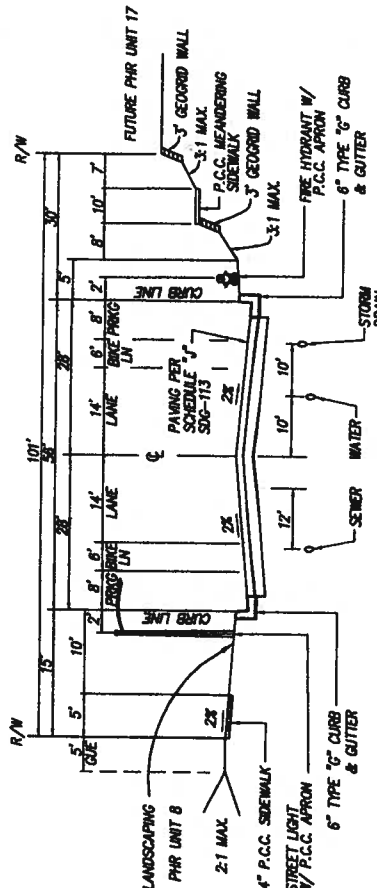 R/W
R/W
101'
15'
56'
30'
28'
28'
5'
10'
5'
GUE
10'
2'
8'
PRKG
6'
BIKE
LN
14'
LANE
14'
LANE
6'
BIKE
LN
8'
PRKG
2'
8'
7'
CURB LINE
CURB LINE
FUTURE PHR UNIT 17
3' GEOGRID WALL
3:1 MAX.
P.C.C. MEANDERING
SIDEWALK
3' GEOGRID WALL
3:1 MAX.
FIRE HYDRANT W/
P.C.C. APRON
6" TYPE "G" CURB
& GUTTER
PAVING PER
SCHEDULE "J"
SDG-113
2%
2%
2%
LANDSCAPING
PHR UNIT 8
2:1 MAX.
4" P.C.C. SIDEWALK
STREET LIGHT
W/ P.C.C. APRON
6" TYPE "G" CURB
& GUTTER
12'
10'
10'
SEWER
WATER
STORM